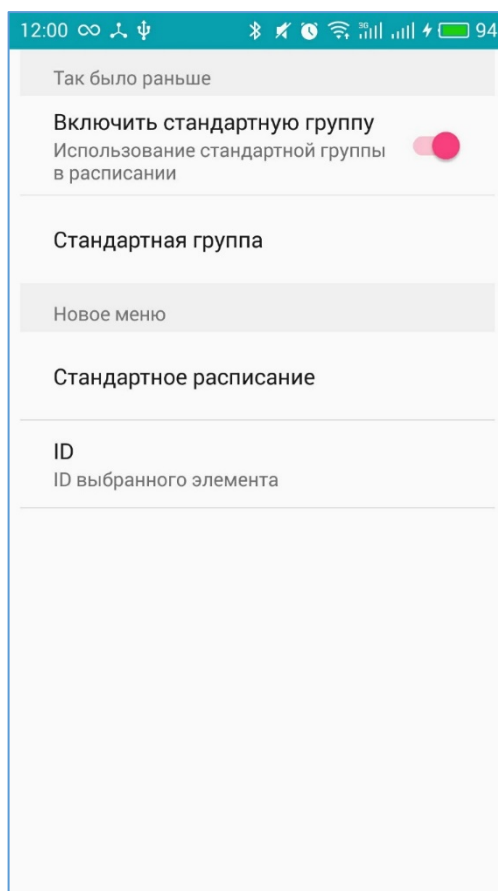 12:00 94
Так было раньше
Включить стандартную группу
Использование стандартной группы
в расписании
Стандартная группа
Новое меню
Стандартное расписание
ID
ID выбранного элемента